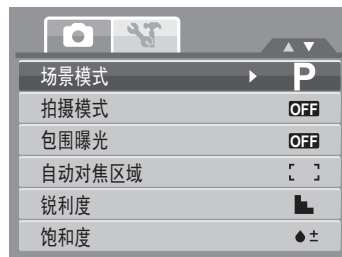 场景模式 P
拍摄模式 OFF
包围曝光 OFF
自动对焦区域
锐利度
饱和度